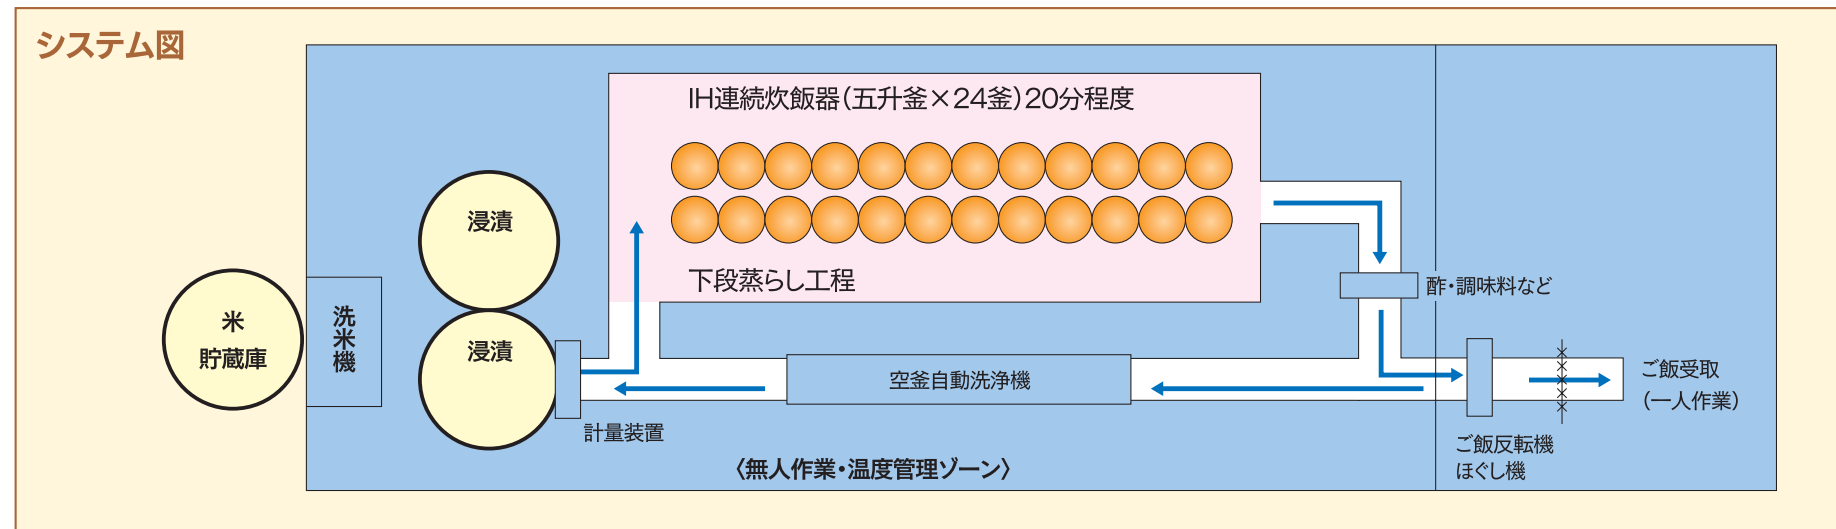 システム図
IH連続炊飯器(五升釜×24釜)20分程度
浸漬
下段蒸らし工程
酢・調味料など
米
貯蔵庫
洗米機
浸漬
空釜自動洗浄機
ご飯受取
(一人作業)
計量装置
ご飯反転機
ほぐし機
〈無人作業・温度管理ゾーン〉